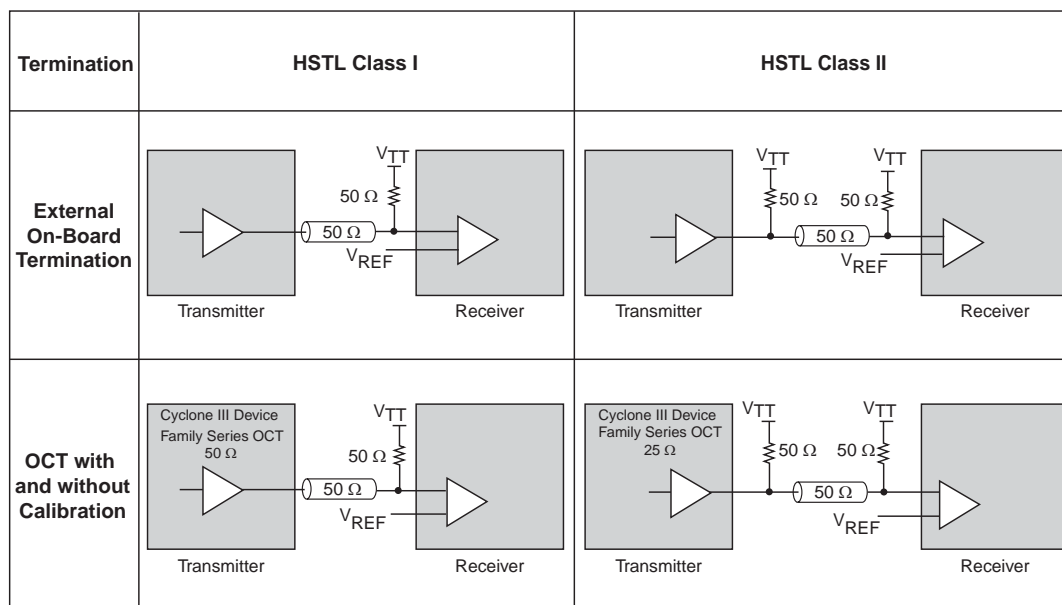 Termination
HSTL Class I
HSTL Class II
External
On-Board
Termination
VTT
50 Ω
50 Ω
VREF
Transmitter
Receiver
VTT
VTT
50 Ω
50 Ω
50 Ω
VREF
Transmitter
Receiver
OCT with
and without
Calibration
Cyclone III Device
Family Series OCT
50 Ω
VTT
50 Ω
50 Ω
VREF
Transmitter
Receiver
Cyclone III Device
Family Series OCT
25 Ω
VTT
VTT
50 Ω
50 Ω
50 Ω
VREF
Transmitter
Receiver